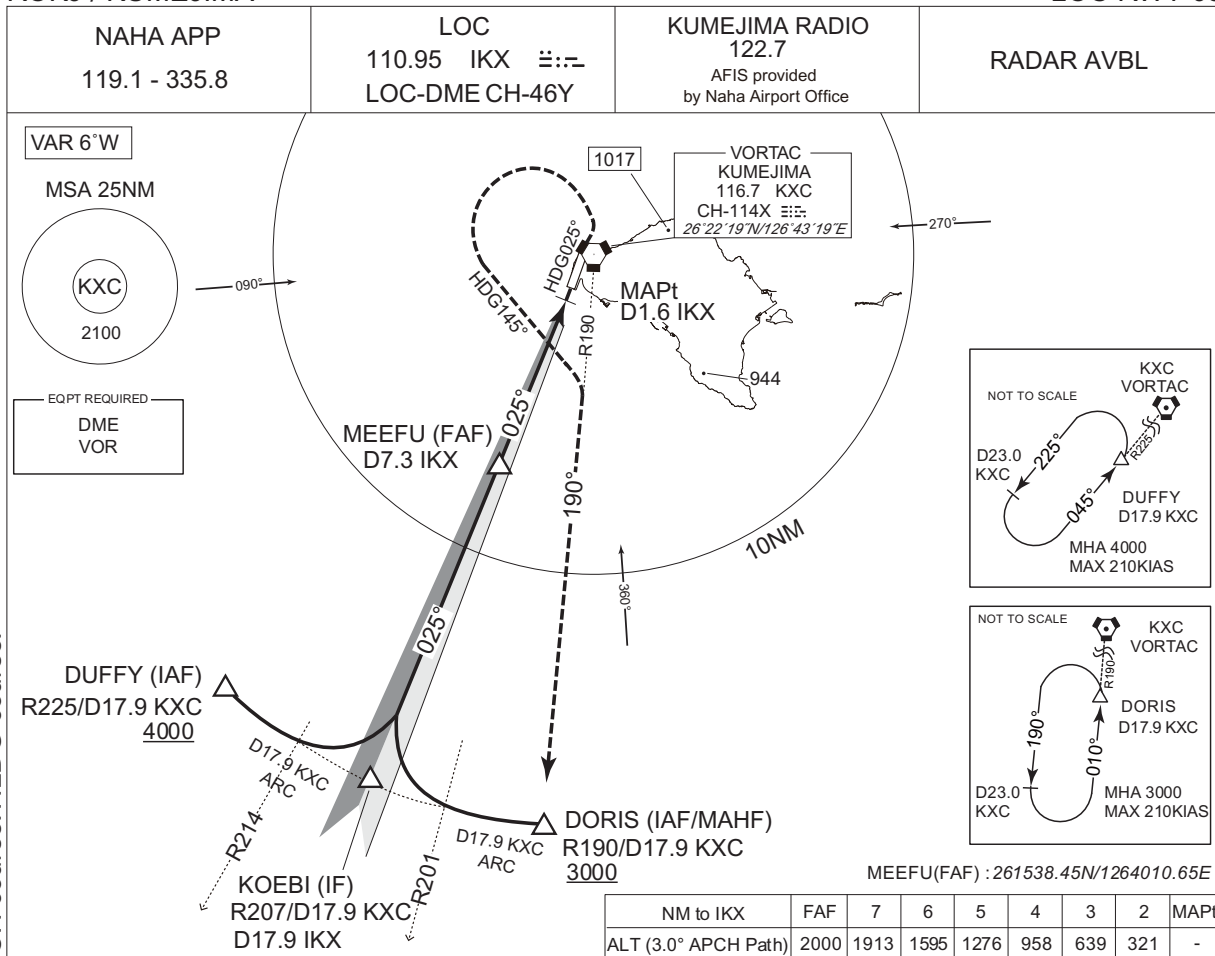 NAHA APP
119.1 - 335.8
LOC
110.95 IKX
LOC-DME CH-46Y
KUMEJIMA RADIO
122.7
AFIS provided
by Naha Airport Office
RADAR AVBL
VAR 6˚W
MSA 25NM
KXC
2100
EQPT REQUIRED
DME
VOR
090°
270°
360°
1017
VORTAC
KUMEJIMA
116.7 KXC
CH-114X
26˚22´19˝N/126˚43´19˝E
HDG025°
HDG145°
MAPt
D1.6 IKX
R190
944
MEEFU (FAF)
D7.3 IKX
025°
190°
10NM
025°
DUFFY (IAF)
R225/D17.9 KXC
4000
D17.9 KXC
ARC
R214
KOEBI (IF)
R207/D17.9 KXC
D17.9 IKX
R201
D17.9 KXC
ARC
DORIS (IAF/MAHF)
R190/D17.9 KXC
3000
NOT TO SCALE
KXC
VORTAC
R225
D23.0
KXC
225°
045°
DUFFY
D17.9 KXC
MHA 4000
MAX 210KIAS
NOT TO SCALE
KXC
VORTAC
R190
DORIS
D17.9 KXC
190°
010°
D23.0
KXC
MHA 3000
MAX 210KIAS
MEEFU(FAF) : 261538.45N/1264010.65E
NM to IKX FAF 7 6 5 4 3 2 MAPt
ALT (3.0° APCH Path) 2000 1913 1595 1276 958 639 321 -